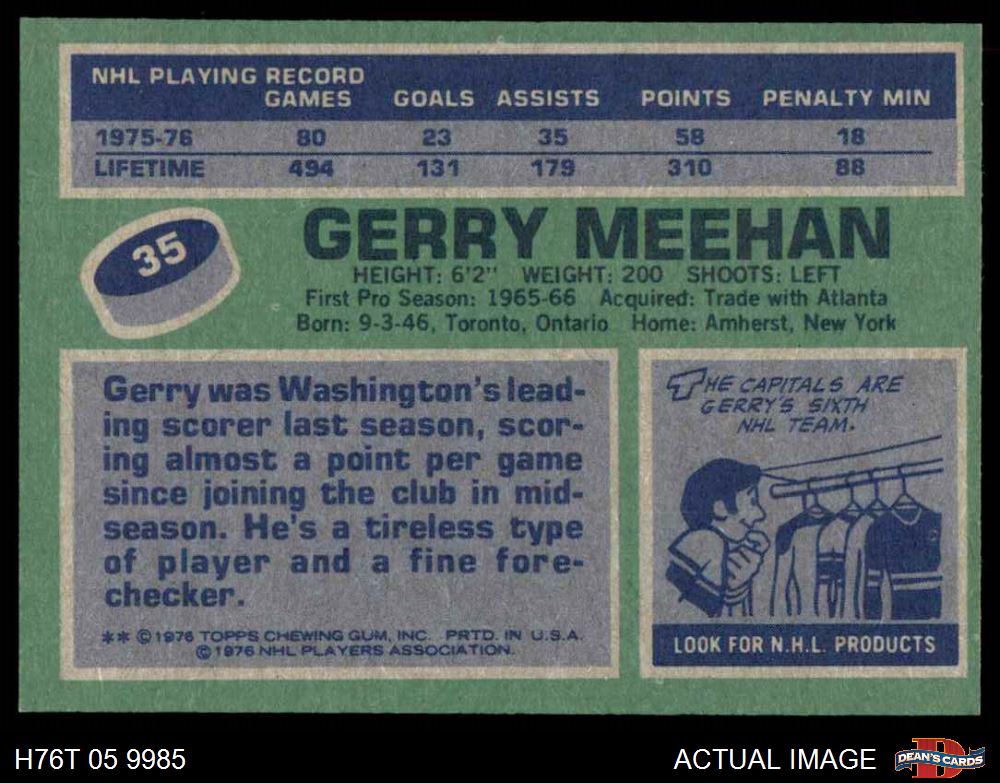 NHL PLAYING RECORD
GAMES GOALS ASSISTS POINTS PENALTY MIN
1975-76 80 23 35 58 18
LIFETIME 494 131 179 310 88
35
GERRY MEEHAN
HEIGHT: 6'2" WEIGHT: 200 SHOOTS: LEFT
First Pro Season: 1965-66 Acquired: Trade with Atlanta
Born: 9-3-46, Toronto, Ontario Home: Amherst, New York
Gerry was Washington's lead-
ing scorer last season, scor-
ing almost a point per game
since joining the club in mid-
season. He's a tireless type
of player and a fine fore-
checker.
** ©1976 TOPPS CHEWING GUM, INC. PRTD. IN U.S.A.
©1976 NHL PLAYERS ASSOCIATION.
THE CAPITALS ARE
GERRY'S SIXTH
NHL TEAM.
LOOK FOR N.H.L. PRODUCTS
H76T 05 9985
ACTUAL IMAGE
D
DEAN'S CARDS